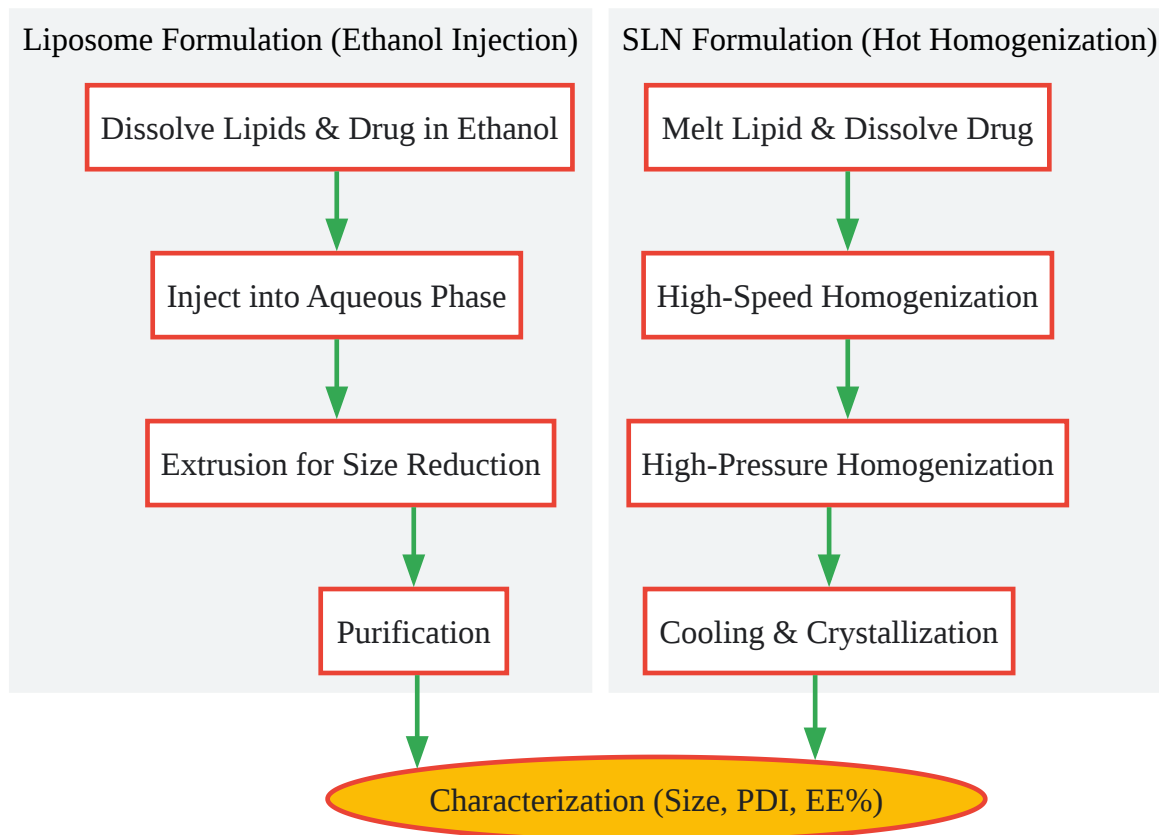 Liposome Formulation (Ethanol Injection)
Dissolve Lipids & Drug in Ethanol
Inject into Aqueous Phase
Extrusion for Size Reduction
Purification
SLN Formulation (Hot Homogenization)
Melt Lipid & Dissolve Drug
High-Speed Homogenization
High-Pressure Homogenization
Cooling & Crystallization
Characterization (Size, PDI, EE%)